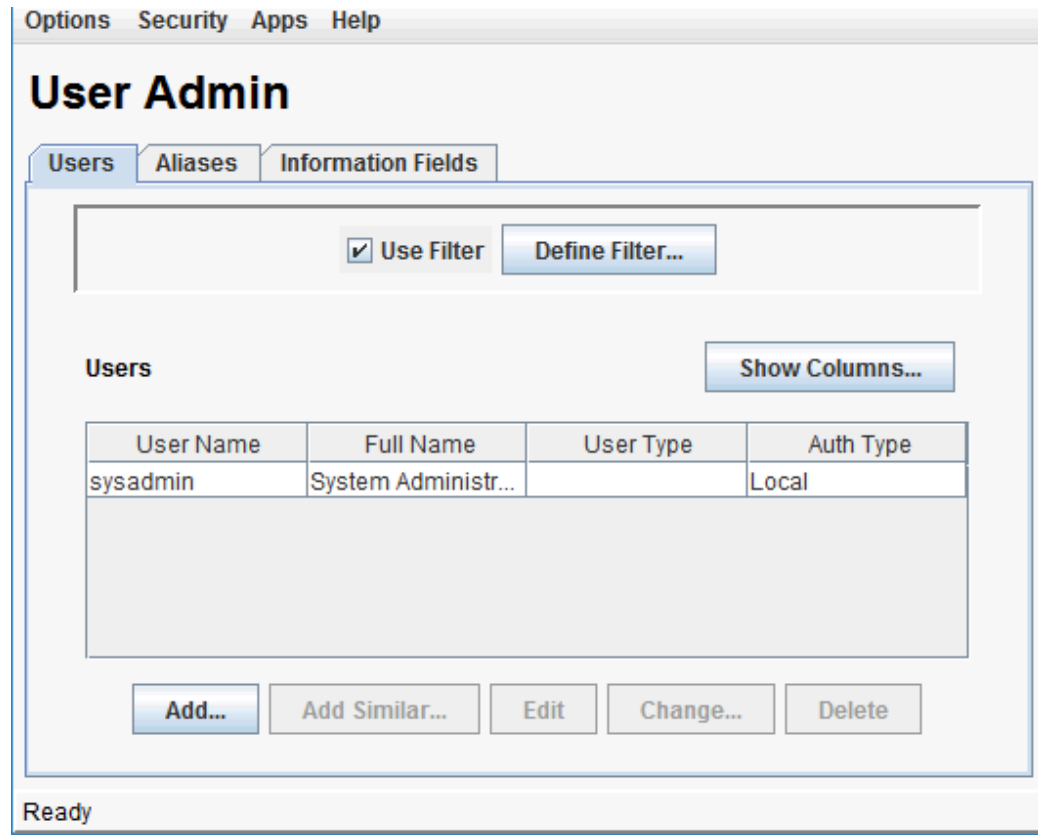 Options Security Apps Help
User Admin
Users Aliases Information Fields
Use Filter Define Filter...
Users Show Columns...
User Name Full Name User Type Auth Type
sysadmin System Administr... Local
Add... Add Similar... Edit Change... Delete
Ready